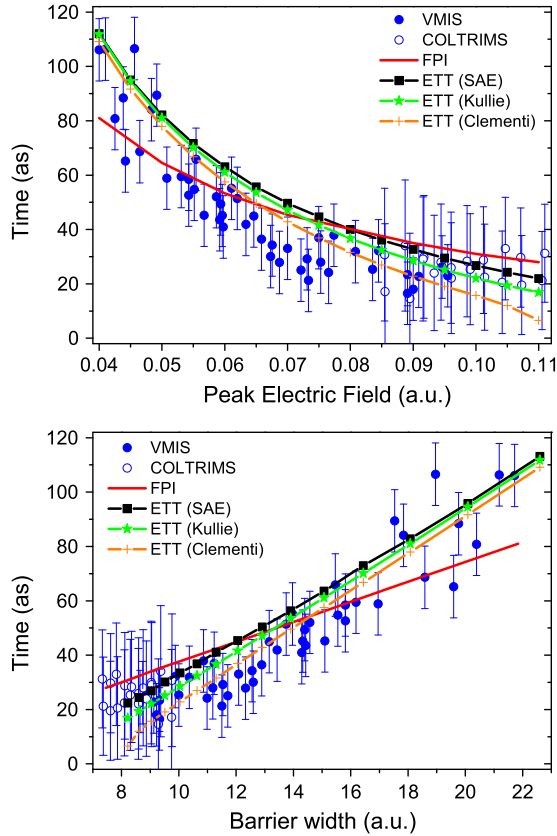 120
100
80
60
40
20
0
Time (as)
VMIS
COLTRIMS
FPI
ETT (SAE)
ETT (Kullie)
ETT (Clementi)
0.04 0.05 0.06 0.07 0.08 0.09 0.10 0.11
Peak Electric Field (a.u.)
120
100
80
60
40
20
0
Time (as)
VMIS
COLTRIMS
FPI
ETT (SAE)
ETT (Kullie)
ETT (Clementi)
8 10 12 14 16 18 20 22
Barrier width (a.u.)